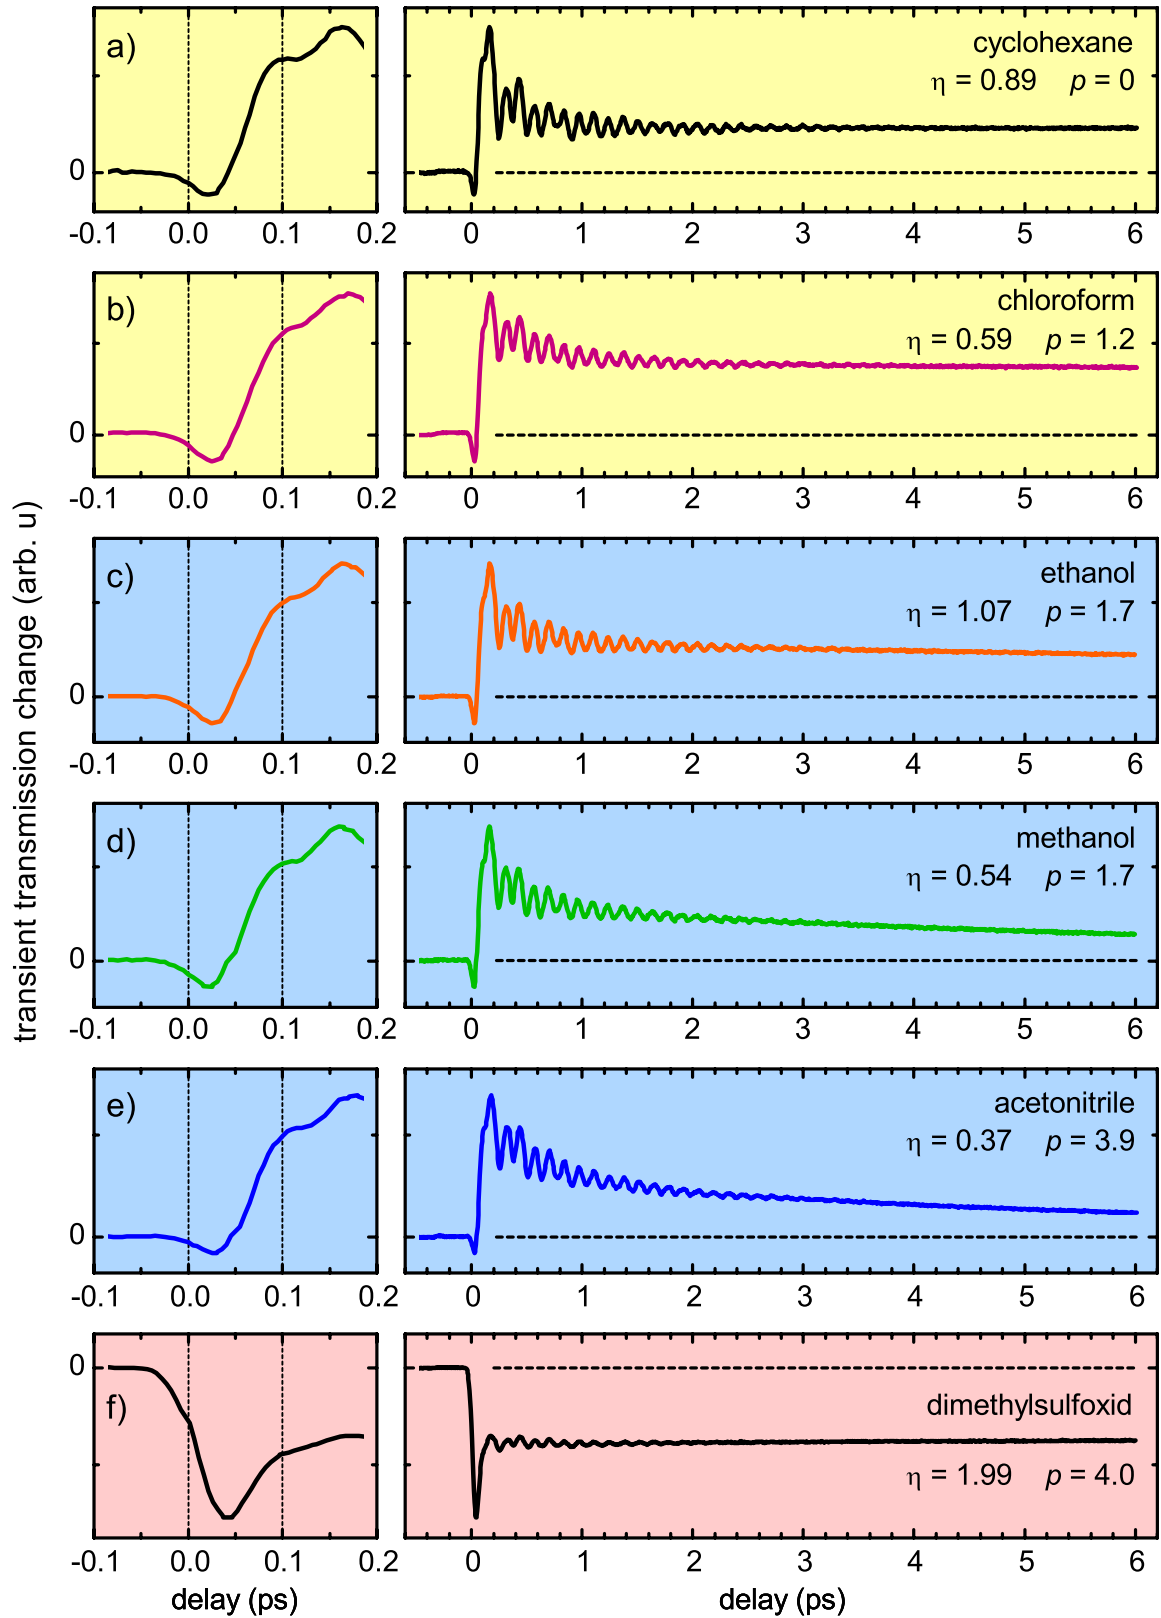 transient transmission change (arb. u)
a)
cyclohexane
η = 0.89 p = 0
0
-0.1 0.0 0.1 0.2 0 1 2 3 4 5 6
b)
chloroform
η = 0.59 p = 1.2
0
-0.1 0.0 0.1 0.2 0 1 2 3 4 5 6
c)
ethanol
η = 1.07 p = 1.7
0
-0.1 0.0 0.1 0.2 0 1 2 3 4 5 6
d)
methanol
η = 0.54 p = 1.7
0
-0.1 0.0 0.1 0.2 0 1 2 3 4 5 6
e)
acetonitrile
η = 0.37 p = 3.9
0
-0.1 0.0 0.1 0.2 0 1 2 3 4 5 6
0
f)
dimethylsulfoxid
η = 1.99 p = 4.0
-0.1 0.0 0.1 0.2 0 1 2 3 4 5 6
delay (ps) delay (ps)